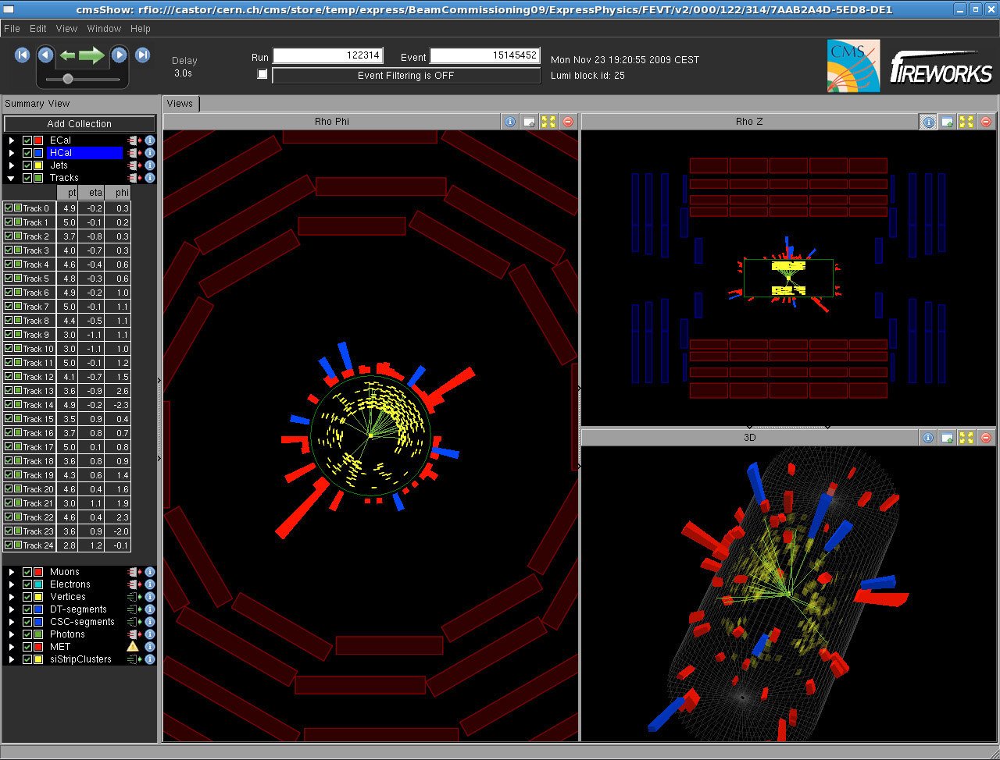 cmsShow: rfio:///castor/cern.ch/cms/store/temp/express/BeamCommissioning09/ExpressPhysics/FEVT/v2/000/122/314/7AAB2A4D-5ED8-DE1
File Edit View Window Help
Delay
3.0s
Run 122314 Event 15145452 Mon Nov 23 19:20:55 2009 CEST
Event Filtering is OFF Lumi block id: 25
CMS
FIREWORKS
Summary View
Views
Add Collection
Rho Phi
Rho Z
3D
ECal
HCal
Jets
Tracks
pt eta phi
Track 0 4.9 -0.2 0.3
Track 1 5.0 -0.1 0.2
Track 2 3.7 -0.8 0.3
Track 3 4.0 -0.7 0.3
Track 4 4.6 -0.4 0.6
Track 5 4.8 -0.3 0.6
Track 6 4.9 -0.2 1.0
Track 7 5.0 -0.1 1.1
Track 8 4.4 -0.5 1.1
Track 9 3.0 -1.1 1.1
Track 10 3.0 -1.1 1.0
Track 11 5.0 -0.1 1.2
Track 12 4.1 -0.7 1.5
Track 13 3.6 -0.9 2.6
Track 14 4.9 -0.2 -2.3
Track 15 3.5 0.9 0.4
Track 16 3.7 0.8 0.7
Track 17 5.0 0.1 0.8
Track 18 3.6 0.8 0.9
Track 19 4.3 0.6 1.4
Track 20 4.6 0.4 1.6
Track 21 3.0 1.1 1.9
Track 22 4.6 0.4 2.3
Track 23 3.6 0.9 -2.0
Track 24 2.8 1.2 -0.1
Muons
Electrons
Vertices
DT-segments
CSC-segments
Photons
MET
siStripClusters